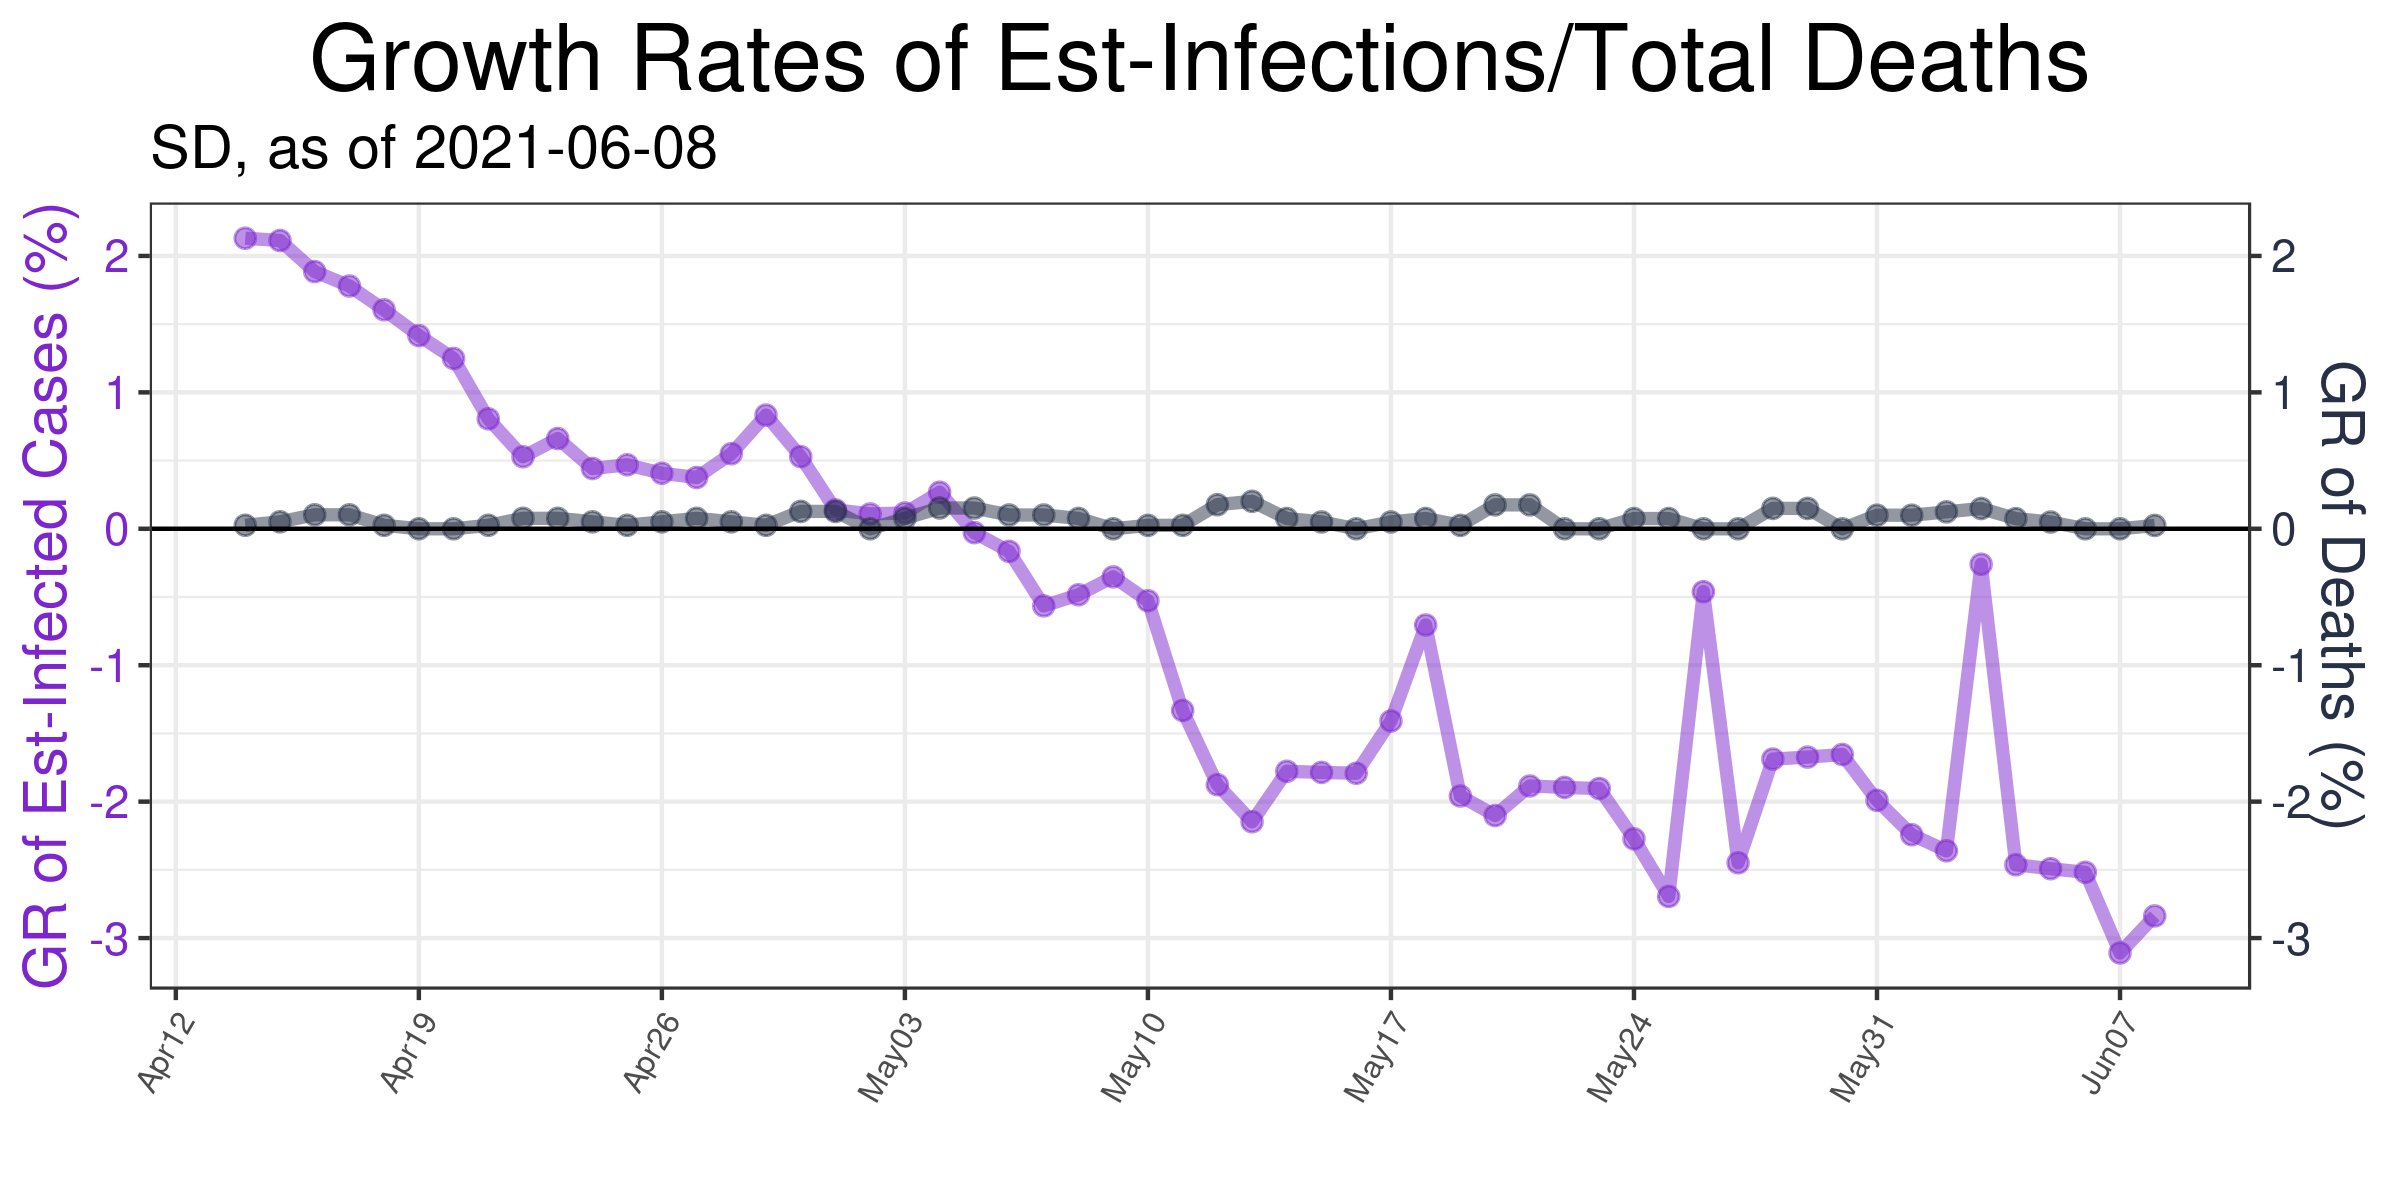 Growth Rates of Est-Infections/Total Deaths
SD, as of 2021-06-08
GR of Est-Infected Cases (%)
2
1
0
-1
-2
-3
2
1
0
-1
-2
-3
GR of Deaths (%)
Apr12
Apr19
Apr26
May03
May10
May17
May24
May31
Jun07